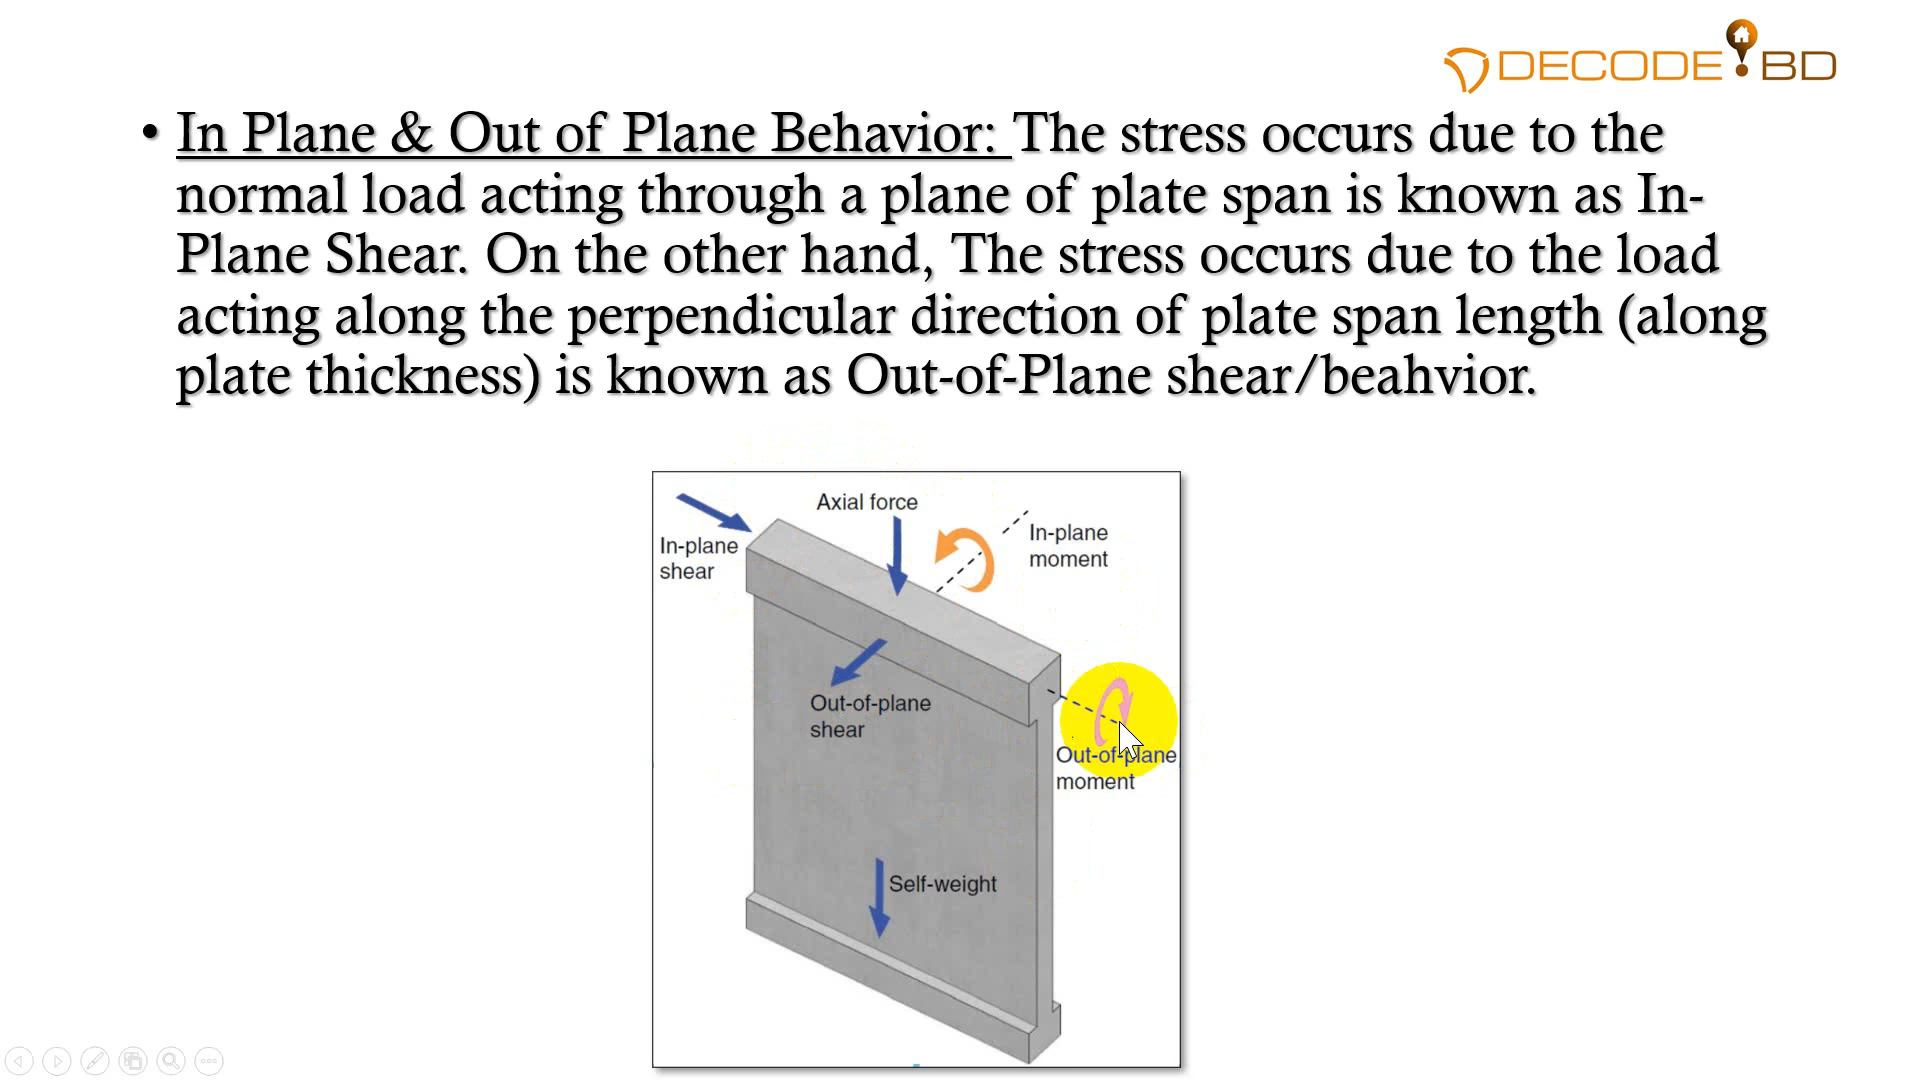 DECODE BD
• In Plane & Out of Plane Behavior: The stress occurs due to the
normal load acting through a plane of plate span is known as In-
Plane Shear. On the other hand, The stress occurs due to the load
acting along the perpendicular direction of plate span length (along
plate thickness) is known as Out-of-Plane shear/beahvior.
Axial force
In-plane
moment
In-plane
shear
Out-of-plane
shear
Out-of-plane
moment
Self-weight